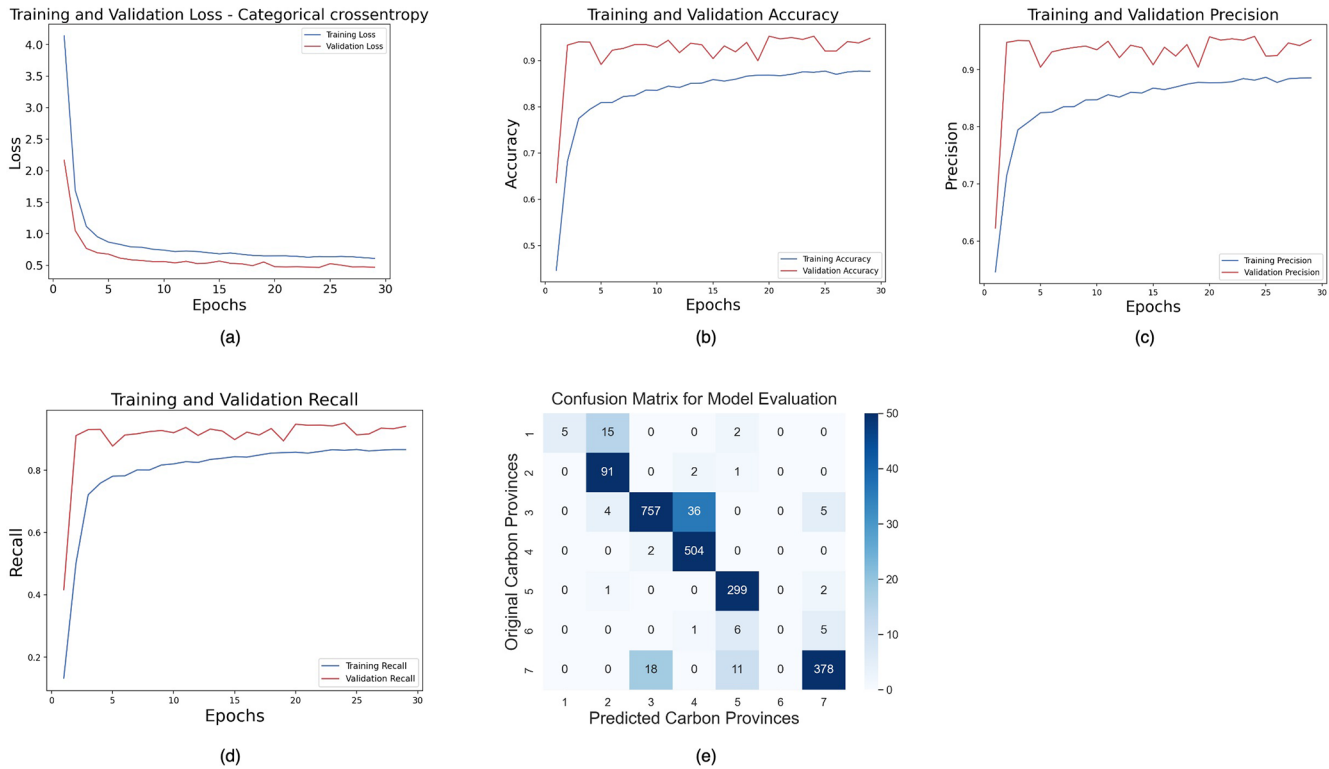 Training and Validation Loss - Categorical crossentropy
4.0
3.5
3.0
2.5
2.0
1.5
1.0
0.5
Loss
Training Loss
Validation Loss
0 5 10 15 20 25 30
Epochs
(a)
Training and Validation Accuracy
0.9
0.8
0.7
0.6
0.5
Accuracy
Training Accuracy
Validation Accuracy
0 5 10 15 20 25 30
Epochs
(b)
Training and Validation Precision
0.9
0.8
0.7
0.6
Precision
Training Precision
Validation Precision
0 5 10 15 20 25 30
Epochs
(c)
Training and Validation Recall
0.8
0.6
0.4
0.2
Recall
Training Recall
Validation Recall
0 5 10 15 20 25 30
Epochs
(d)
Confusion Matrix for Model Evaluation
Original Carbon Provinces
1 5 15 0 0 2 0 0
2 0 91 0 2 1 0 0
3 0 4 757 36 0 0 5
4 0 0 2 504 0 0 0
5 0 1 0 0 299 0 2
6 0 0 0 1 6 0 5
7 0 0 18 0 11 0 378
1 2 3 4 5 6 7
Predicted Carbon Provinces
50
40
30
20
10
0
(e)